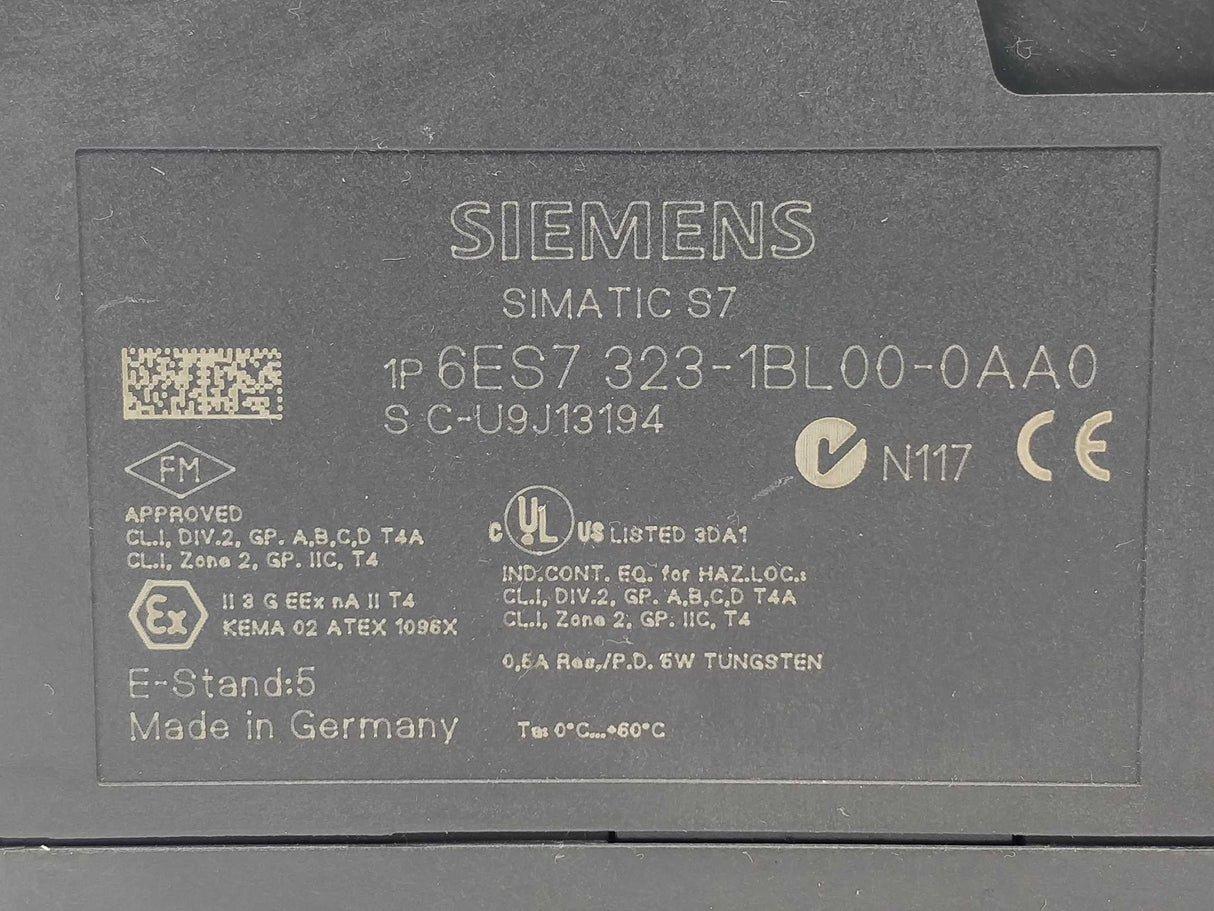 SIEMENS
SIMATIC S7
1P 6ES7 323-1BL00-0AA0
S C-U9J13194
N117 CE
FM
APPROVED
CL.I, DIV.2, GP. A,B,C,D T4A
CL.I, Zone 2, GP. IIC, T4
Ex
II 3 G EEx nA II T4
KEMA 02 ATEX 1096X
E-Stand:5
Made in Germany
C UL US LISTED 3DA1
IND.CONT. EQ. for HAZ.LOC.:
CL.I, DIV.2, GP. A,B,C,D T4A
CL.I, Zone 2, GP. IIC, T4
0,5A Res./P.D. 5W TUNGSTEN
Ta: 0°C...+60°C